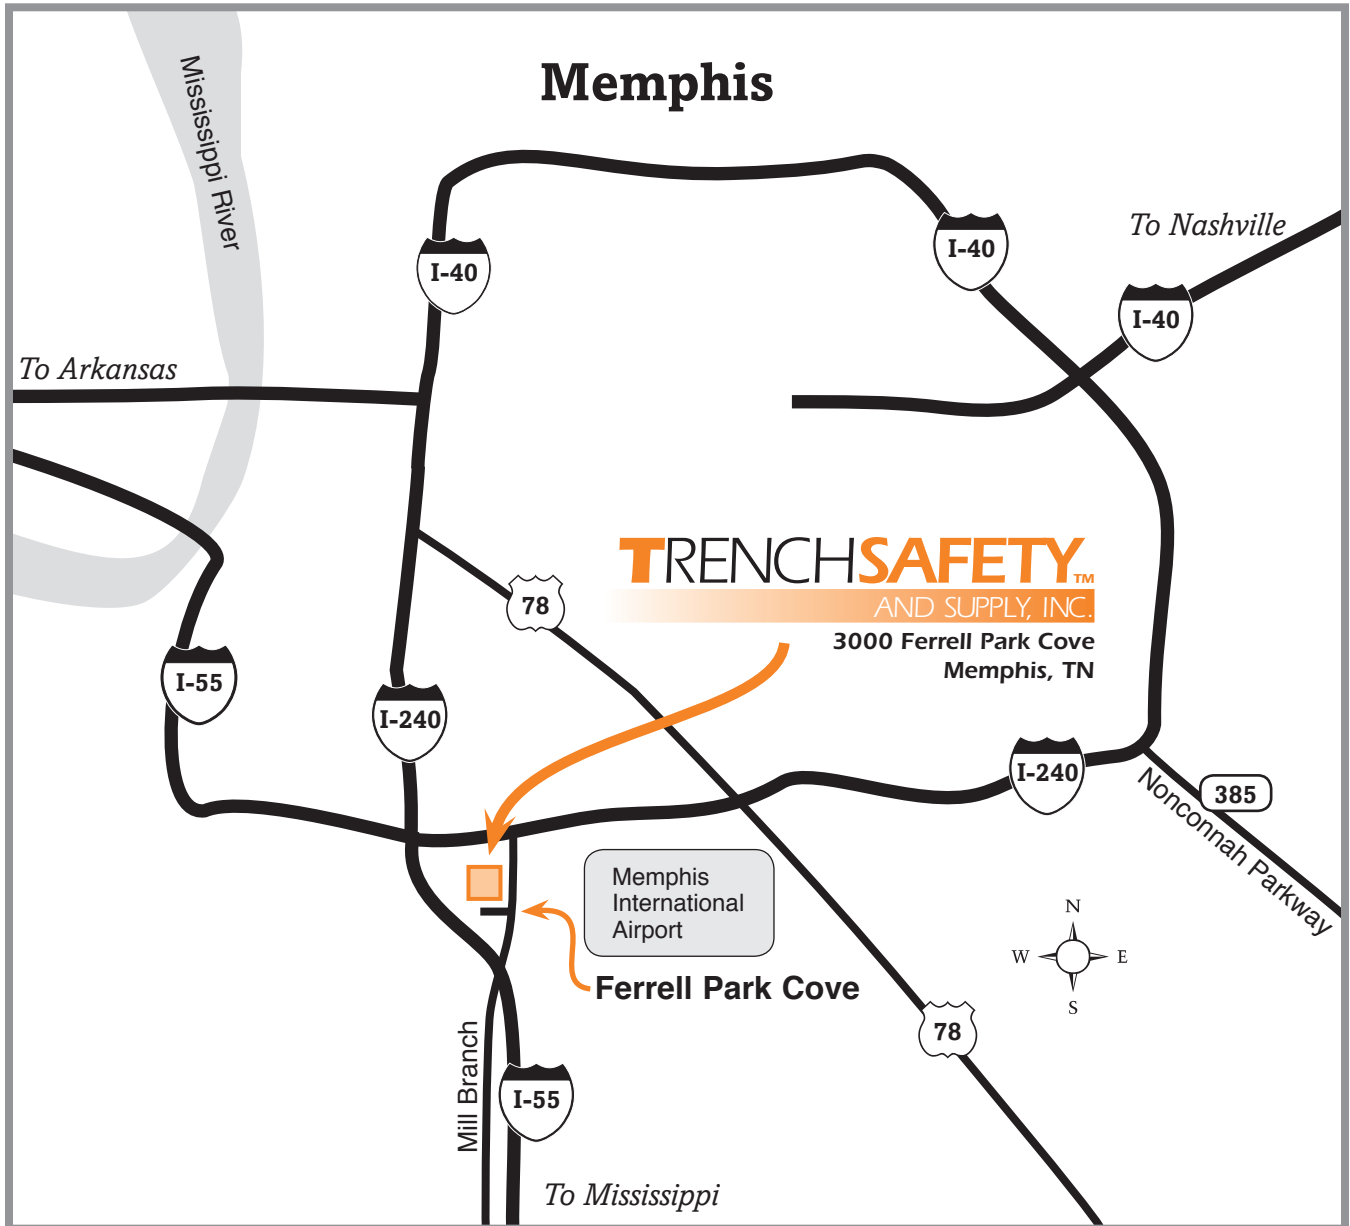 Memphis
Mississippi River
To Nashville
I-40
I-40
I-40
To Arkansas
TRENCHSAFETY™
AND SUPPLY, INC.
3000 Ferrell Park Cove
Memphis, TN
78
I-55
I-240
I-240
385
Nonconnah Parkway
Memphis
International
Airport
N
W
E
S
Ferrell Park Cove
78
Mill Branch
I-55
To Mississippi